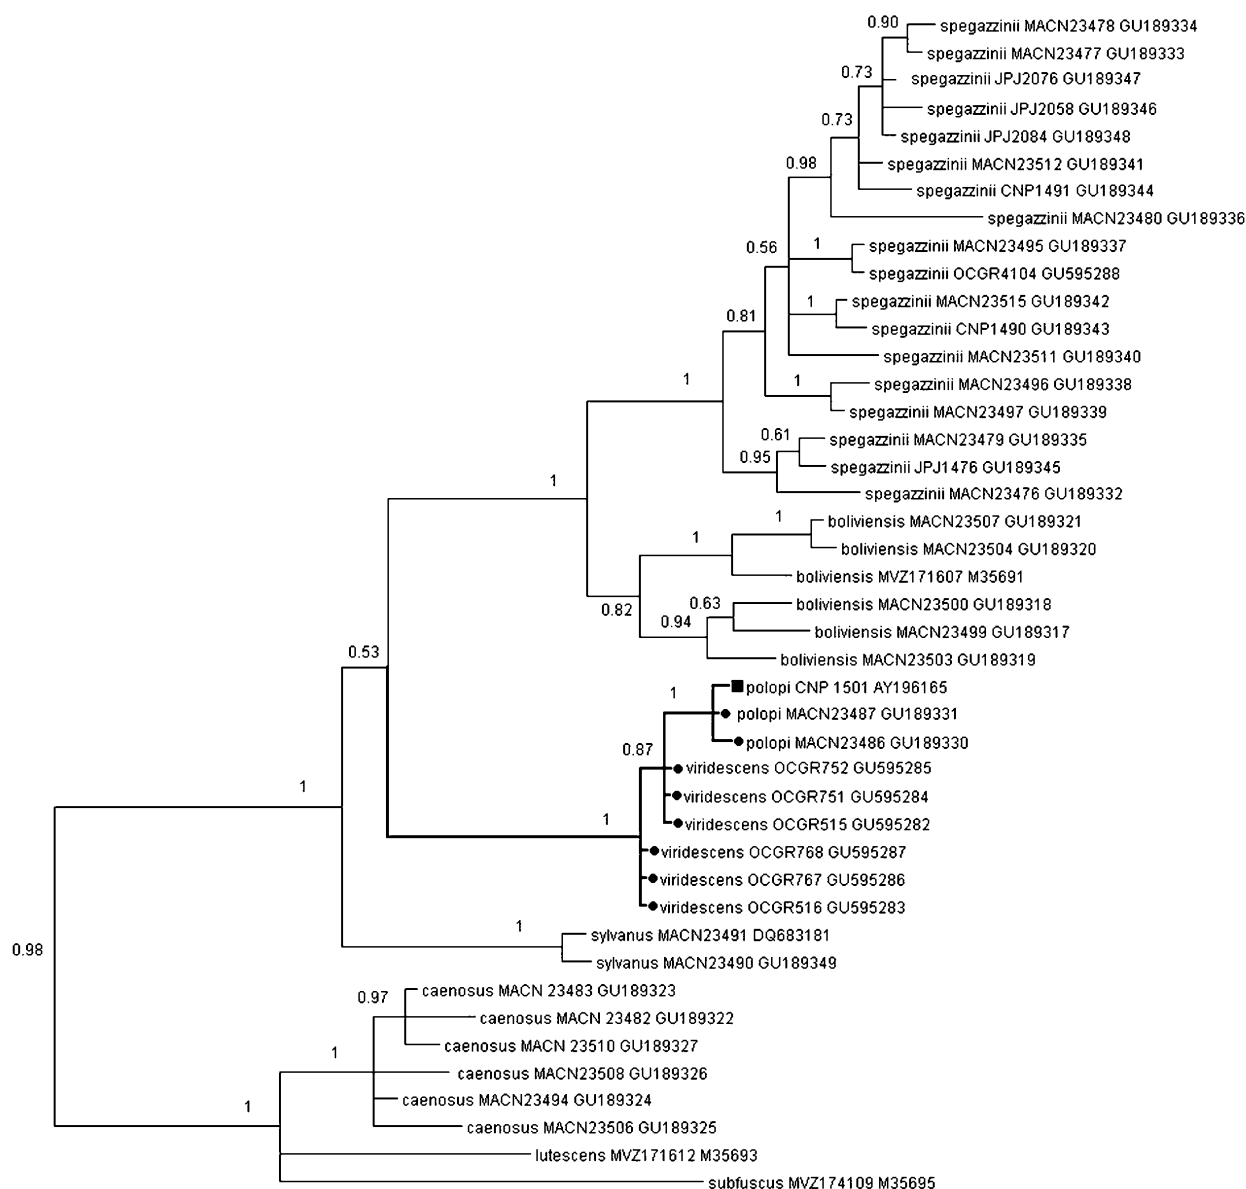 0.90
spegazzinii MACN23478 GU189334
spegazzinii MACN23477 GU189333
0.73
spegazzinii JPJ2076 GU189347
spegazzinii JPJ2058 GU189346
0.73
spegazzinii JPJ2084 GU189348
0.98
spegazzinii MACN23512 GU189341
spegazzinii CNP1491 GU189344
spegazzinii MACN23480 GU189336
0.56
1
spegazzinii MACN23495 GU189337
spegazzinii OCGR4104 GU595288
1
spegazzinii MACN23515 GU189342
0.81
spegazzinii CNP1490 GU189343
spegazzinii MACN23511 GU189340
1
1
spegazzinii MACN23496 GU189338
spegazzinii MACN23497 GU189339
0.61
spegazzinii MACN23479 GU189335
0.95
spegazzinii JPJ1476 GU189345
1
spegazzinii MACN23476 GU189332
1
boliviensis MACN23507 GU189321
1
boliviensis MACN23504 GU189320
boliviensis MVZ171607 M35691
0.82
0.63
boliviensis MACN23500 GU189318
0.94
boliviensis MACN23499 GU189317
0.53
boliviensis MACN23503 GU189319
1
polopi CNP 1501 AY196165
polopi MACN23487 GU189331
0.87
polopi MACN23486 GU189330
viridescens OCGR752 GU595285
1
viridescens OCGR751 GU595284
1
viridescens OCGR515 GU595282
viridescens OCGR768 GU595287
viridescens OCGR767 GU595286
viridescens OCGR516 GU595283
1
sylvanus MACN23491 DQ683181
0.98
sylvanus MACN23490 GU189349
0.97
caenosus MACN 23483 GU189323
caenosus MACN 23482 GU189322
1
caenosus MACN 23510 GU189327
caenosus MACN23508 GU189326
1
caenosus MACN23494 GU189324
caenosus MACN23506 GU189325
lutescens MVZ171612 M35693
subfuscus MVZ174109 M35695